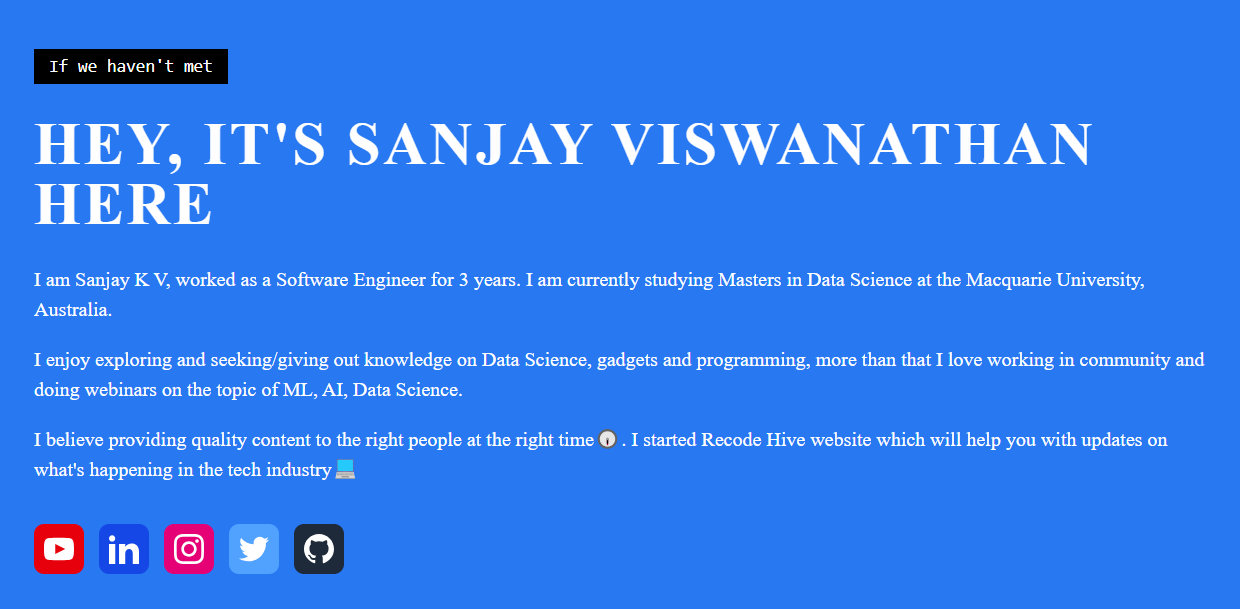 If we haven't met
HEY, IT'S SANJAY VISWANATHAN
HERE
I am Sanjay K V, worked as a Software Engineer for 3 years. I am currently studying Masters in Data Science at the Macquarie University,
Australia.
I enjoy exploring and seeking/giving out knowledge on Data Science, gadgets and programming, more than that I love working in community and
doing webinars on the topic of ML, AI, Data Science.
I believe providing quality content to the right people at the right time🕡. I started Recode Hive website which will help you with updates on
what's happening in the tech industry💻
in